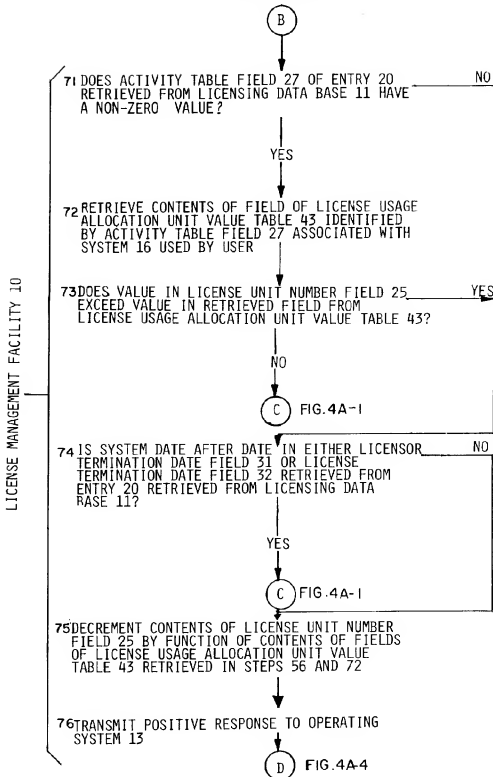 B
71 DOES ACTIVITY TABLE FIELD 27 OF ENTRY 20
RETRIEVED FROM LICENSING DATA BASE 11 HAVE
A NON-ZERO VALUE?
NO
YES
72 RETRIEVE CONTENTS OF FIELD OF LICENSE USAGE
ALLOCATION UNIT VALUE TABLE 43 IDENTIFIED
BY ACTIVITY TABLE FIELD 27 ASSOCIATED WITH
SYSTEM 16 USED BY USER
73 DOES VALUE IN LICENSE UNIT NUMBER FIELD 25
EXCEED VALUE IN RETRIEVED FIELD FROM
LICENSE USAGE ALLOCATION UNIT VALUE TABLE 43?
YES
NO
C FIG.4A-1
74 IS SYSTEM DATE AFTER DATE IN EITHER LICENSOR
TERMINATION DATE FIELD 31 OR LICENSE
TERMINATION DATE FIELD 32 RETRIEVED FROM
ENTRY 20 RETRIEVED FROM LICENSING DATA
BASE 11?
NO
YES
C FIG.4A-1
75 DECREMENT CONTENTS OF LICENSE UNIT NUMBER
FIELD 25 BY FUNCTION OF CONTENTS OF FIELDS
OF LICENSE USAGE ALLOCATION UNIT VALUE
TABLE 43 RETRIEVED IN STEPS 56 AND 72
76 TRANSMIT POSITIVE RESPONSE TO OPERATING
SYSTEM 13
D FIG.4A-4
LICENSE MANAGEMENT FACILITY 10